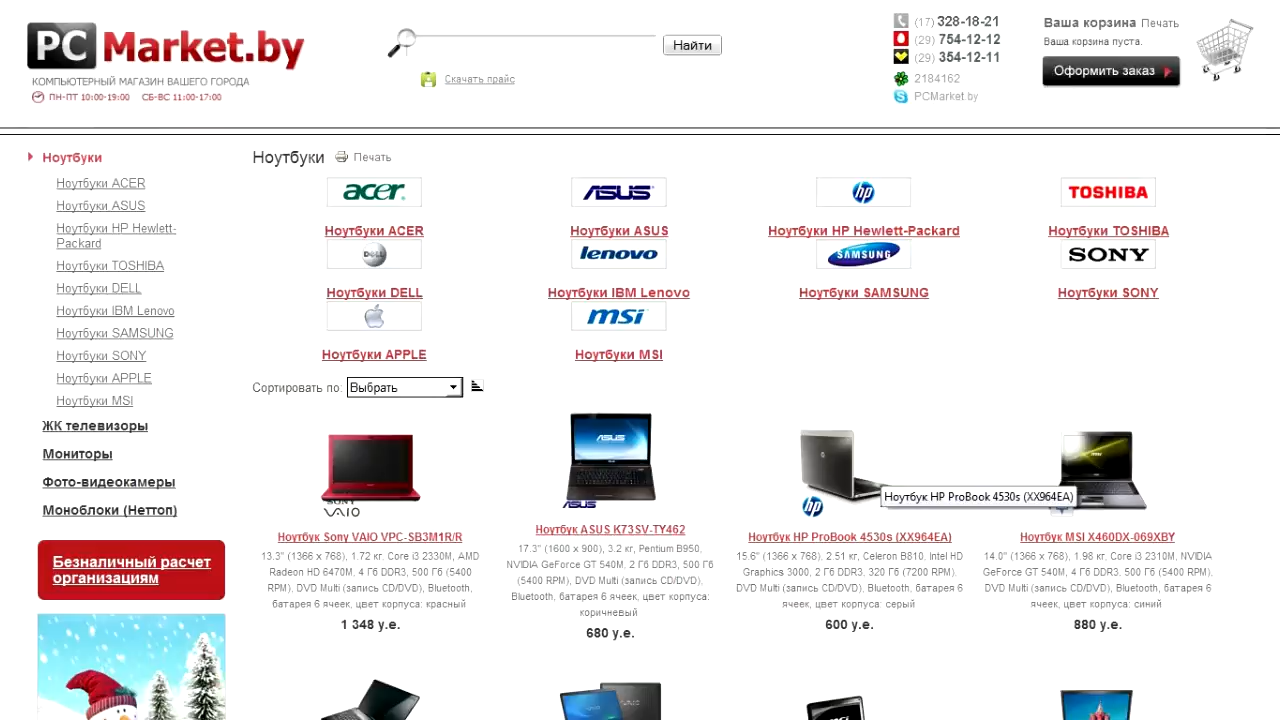 PC Market.by
КОМПЬЮТЕРНЫЙ МАГАЗИН ВАШЕГО ГОРОДА
ПН-ПТ 10:00-19:00 СБ-ВС 11:00-17:00
Найти
Скачать прайс
(17) 328-18-21
(29) 754-12-12
(29) 354-12-11
2184162
PCMarket.by
Ваша корзина Печать
Ваша корзина пуста.
Оформить заказ
Ноутбуки
Ноутбуки ACER
Ноутбуки ASUS
Ноутбуки HP Hewlett-
Packard
Ноутбуки TOSHIBA
Ноутбуки DELL
Ноутбуки IBM Lenovo
Ноутбуки SAMSUNG
Ноутбуки SONY
Ноутбуки APPLE
Ноутбуки MSI
ЖК телевизоры
Мониторы
Фото-видеокамеры
Моноблоки (Неттоп)
Безналичный расчет
организациям
Ноутбуки Печать
acer ASUS hp TOSHIBA
Ноутбуки ACER Ноутбуки ASUS Ноутбуки HP Hewlett-Packard Ноутбуки TOSHIBA
DELL lenovo SAMSUNG SONY
Ноутбуки DELL Ноутбуки IBM Lenovo Ноутбуки SAMSUNG Ноутбуки SONY
msi
Ноутбуки APPLE Ноутбуки MSI
Сортировать по: Выбрать
SONY
VAIO
Ноутбук Sony VAIO VPC-SB3M1R/R
13.3" (1366 x 768), 1.72 кг. Core i3 2330M, AMD
Radeon HD 6470M, 4 Гб DDR3, 500 Гб (5400
RPM), DVD Multi (запись CD/DVD), Bluetooth,
батарея 6 ячеек, цвет корпуса: красный
1 348 у.е.
ASUS
ASUS
Ноутбук ASUS K73SV-TY462
17.3" (1600 x 900), 3.2 кг, Pentium B950,
NVIDIA GeForce GT 540M, 2 Гб DDR3, 500 Гб
(5400 RPM), DVD Multi (запись CD/DVD),
Bluetooth, батарея 6 ячеек, цвет корпуса:
коричневый
680 у.е.
hp
Ноутбук HP ProBook 4530s (XX964EA)
Ноутбук HP ProBook 4530s (XX964EA)
15.6" (1366 x 768). 2.51 кг, Celeron B810. Intel HD
Graphics 3000, 2 Гб DDR3. 320 Гб (7200 RPM).
DVD Multi (запись CD/DVD), Bluetooth, батарея 6
ячеек, цвет корпуса: серый
600 у.е.
Ноутбук MSI X460DX-069XBY
14.0" (1366 x 768), 1.98 кг, Core i3 2310M, NVIDIA
GeForce GT 540M, 4 Гб DDR3. 500 Гб (5400 RPM),
DVD Multi (запись CD/DVD), Bluetooth, батарея 6
ячеек, цвет корпуса: синий
880 у.е.